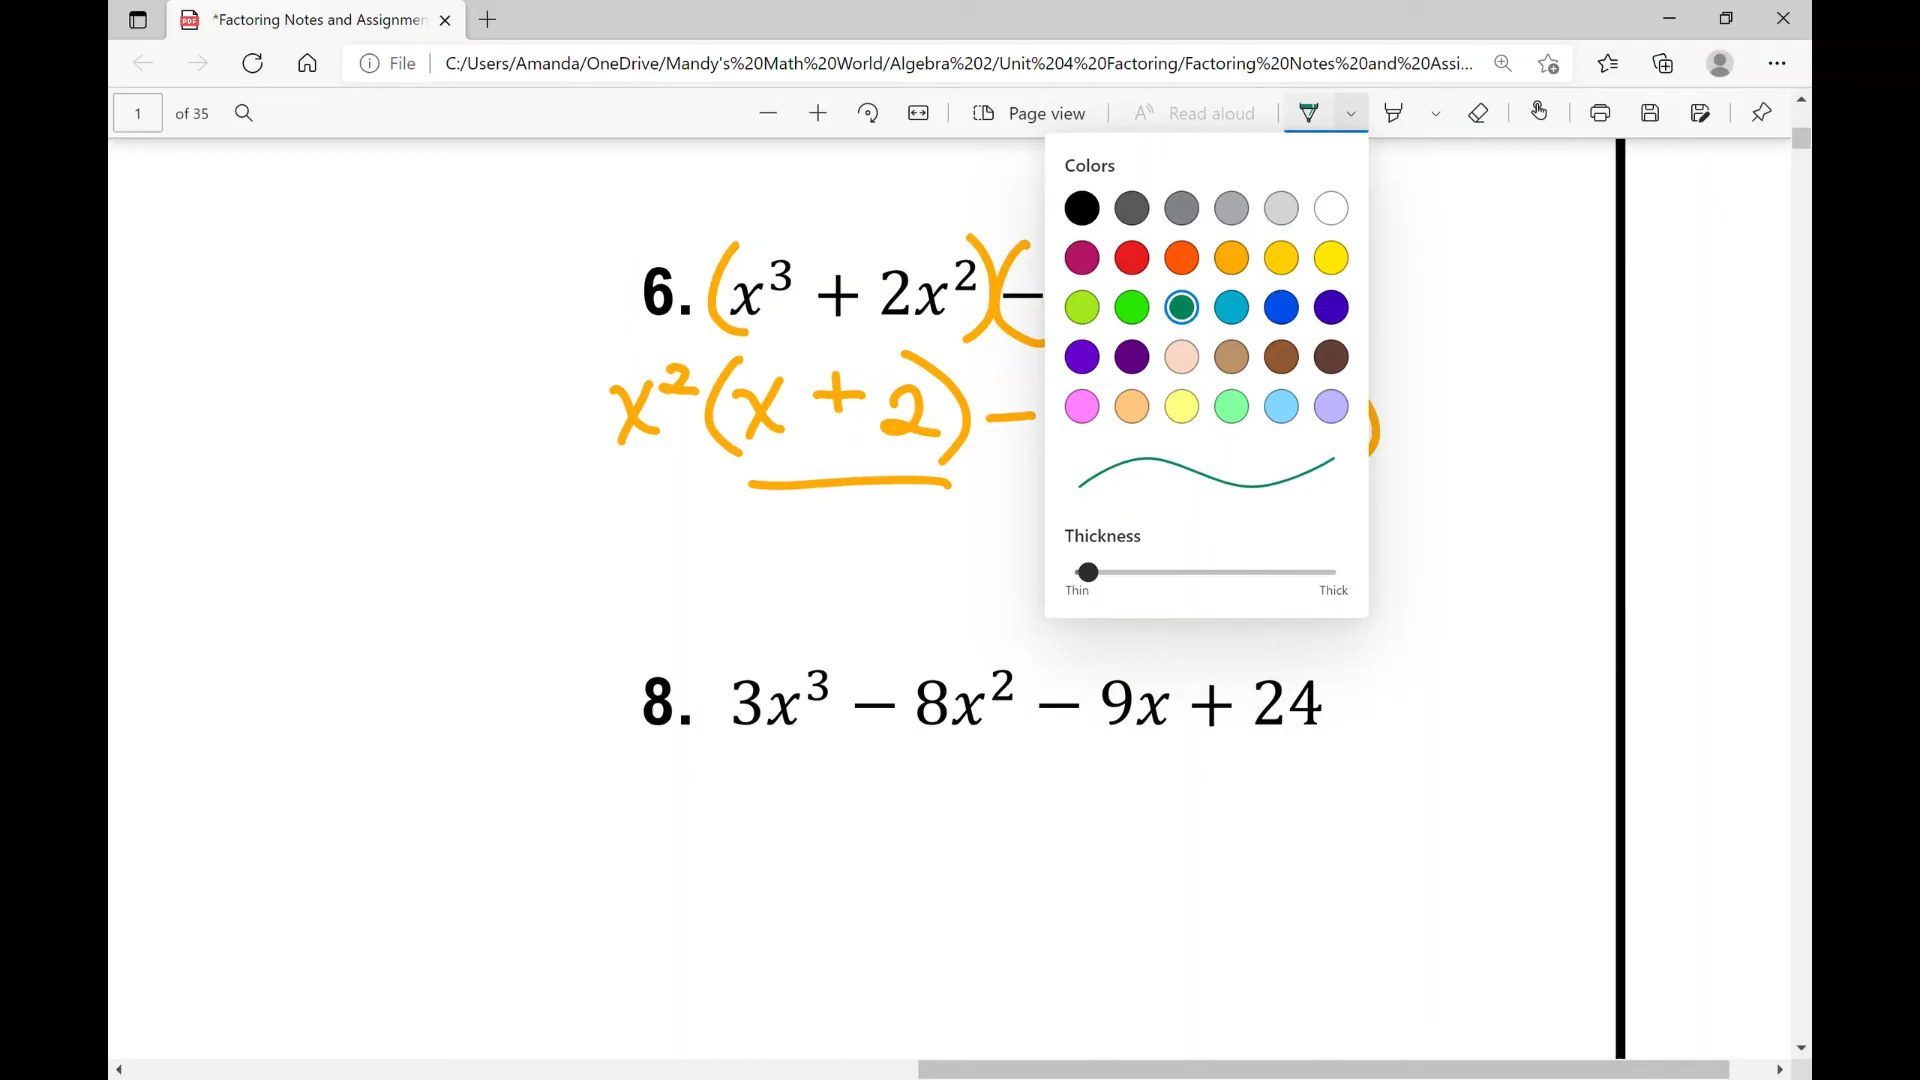 *Factoring Notes and Assignmen
File C:/Users/Amanda/OneDrive/Mandy's%20Math%20World/Algebra%202/Unit%204%20Factoring/Factoring%20Notes%20and%20Assi...
1 of 35 Page view Read aloud
Colors
6. (x³ + 2x²)(−
x²(x + 2) − )
Thickness
Thin Thick
8. 3x³ − 8x² − 9x + 24